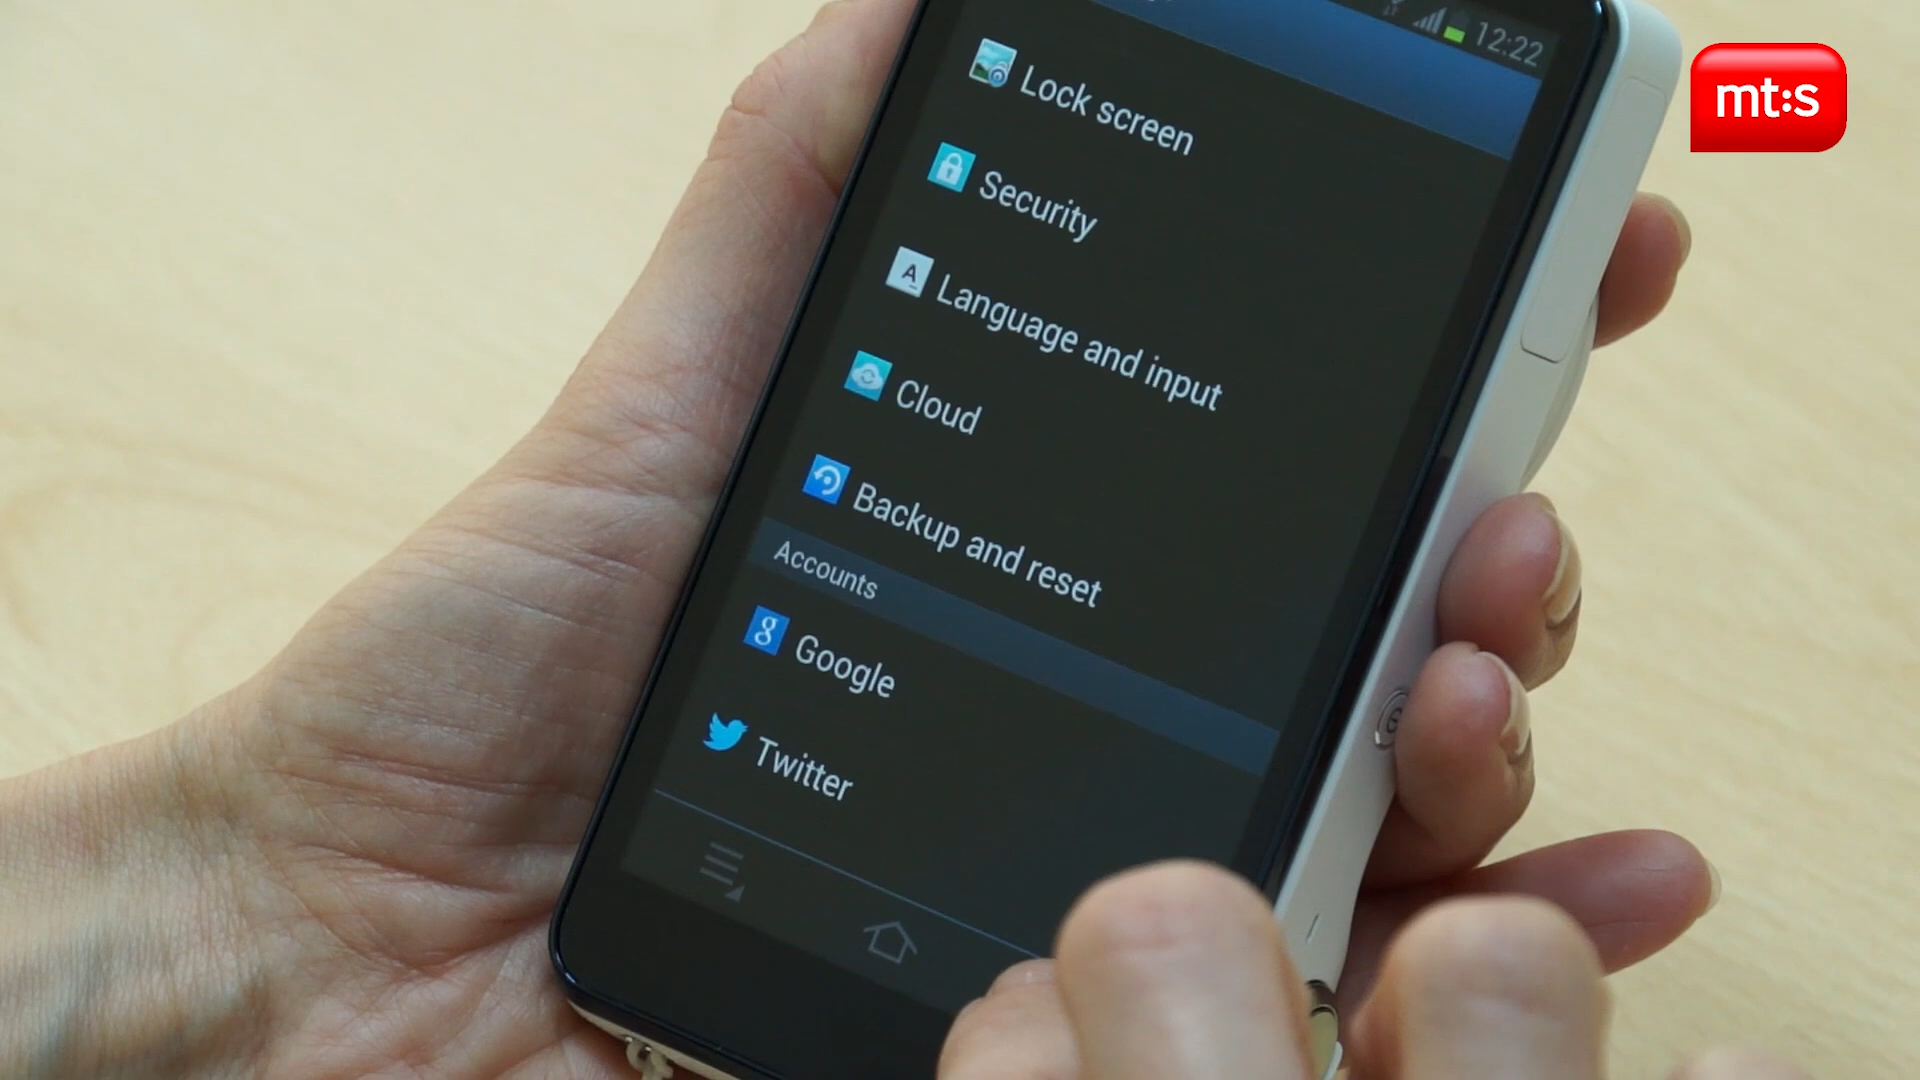 12:22
mt:s
Lock screen
Security
A
Language and input
Cloud
Backup and reset
Accounts
g
Google
Twitter